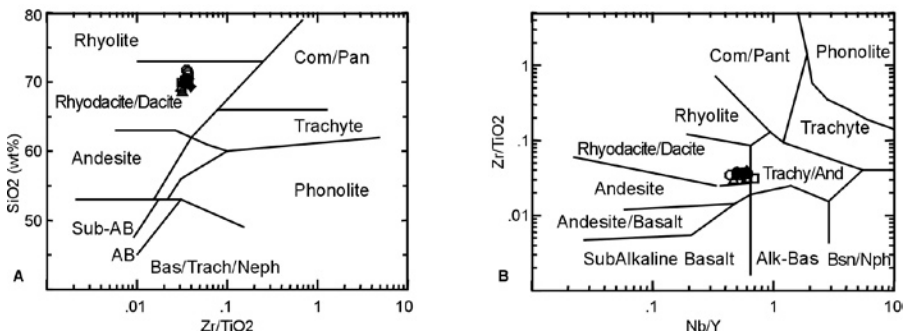 80
70
60
50
SiO2 (wt%)
Rhyolite
Com/Pan
Rhyodacite/Dacite
Trachyte
Andesite
Phonolite
Sub-AB
AB
Bas/Trach/Neph
A
.01
.1
1
10
Zr/TiO2
1
.1
.01
Zr/TiO2
Com/Pant
Phonolite
Rhyolite
Trachyte
Rhyodacite/Dacite
Trachy/And
Andesite
Andesite/Basalt
SubAlkaline Basalt
Alk-Bas
Bsn/Nph
B
.1
1
10
Nb/Y